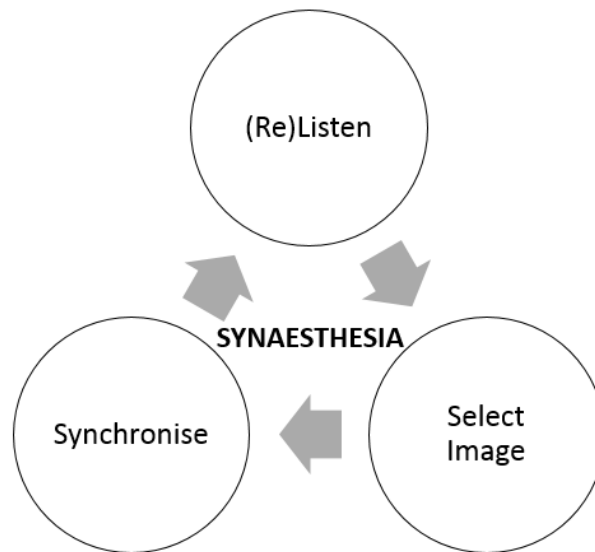 (Re)Listen
SYNAESTHESIA
Synchronise
Select
Image